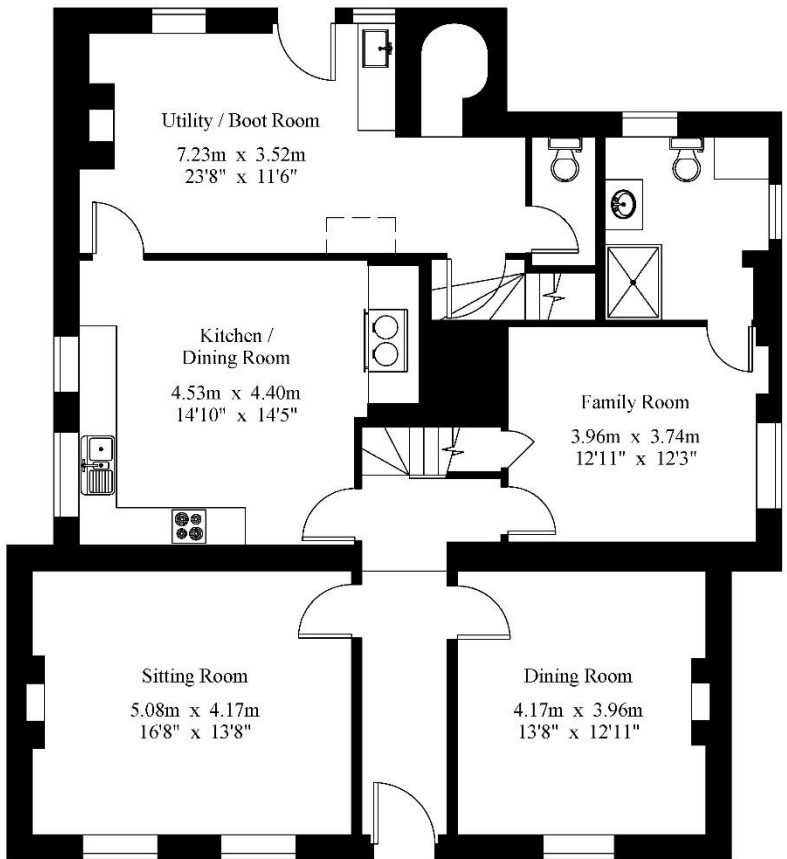 Utility / Boot Room
7.23m x 3.52m
23'8" x 11'6"
Kitchen /
Dining Room
4.53m x 4.40m
14'10" x 14'5"
Family Room
3.96m x 3.74m
12'11" x 12'3"
Sitting Room
5.08m x 4.17m
16'8" x 13'8"
Dining Room
4.17m x 3.96m
13'8" x 12'11"